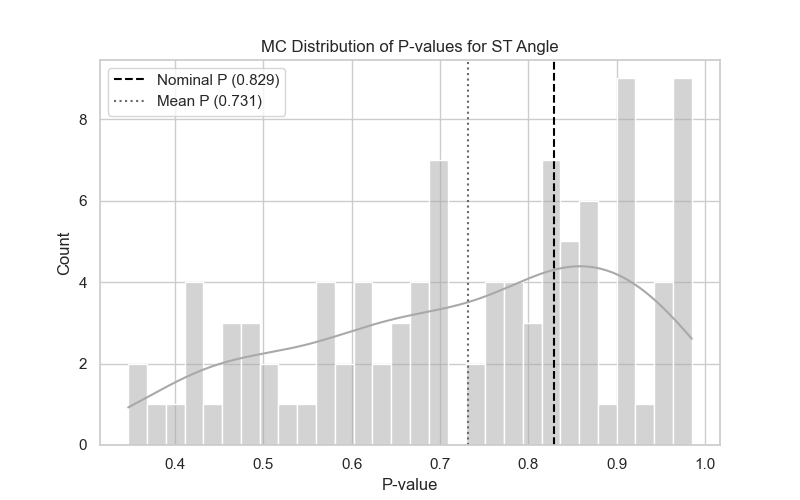 MC Distribution of P-values for ST Angle
Nominal P (0.829)
Mean P (0.731)
8
6
4
2
0
Count
0.4 0.5 0.6 0.7 0.8 0.9 1.0
P-value